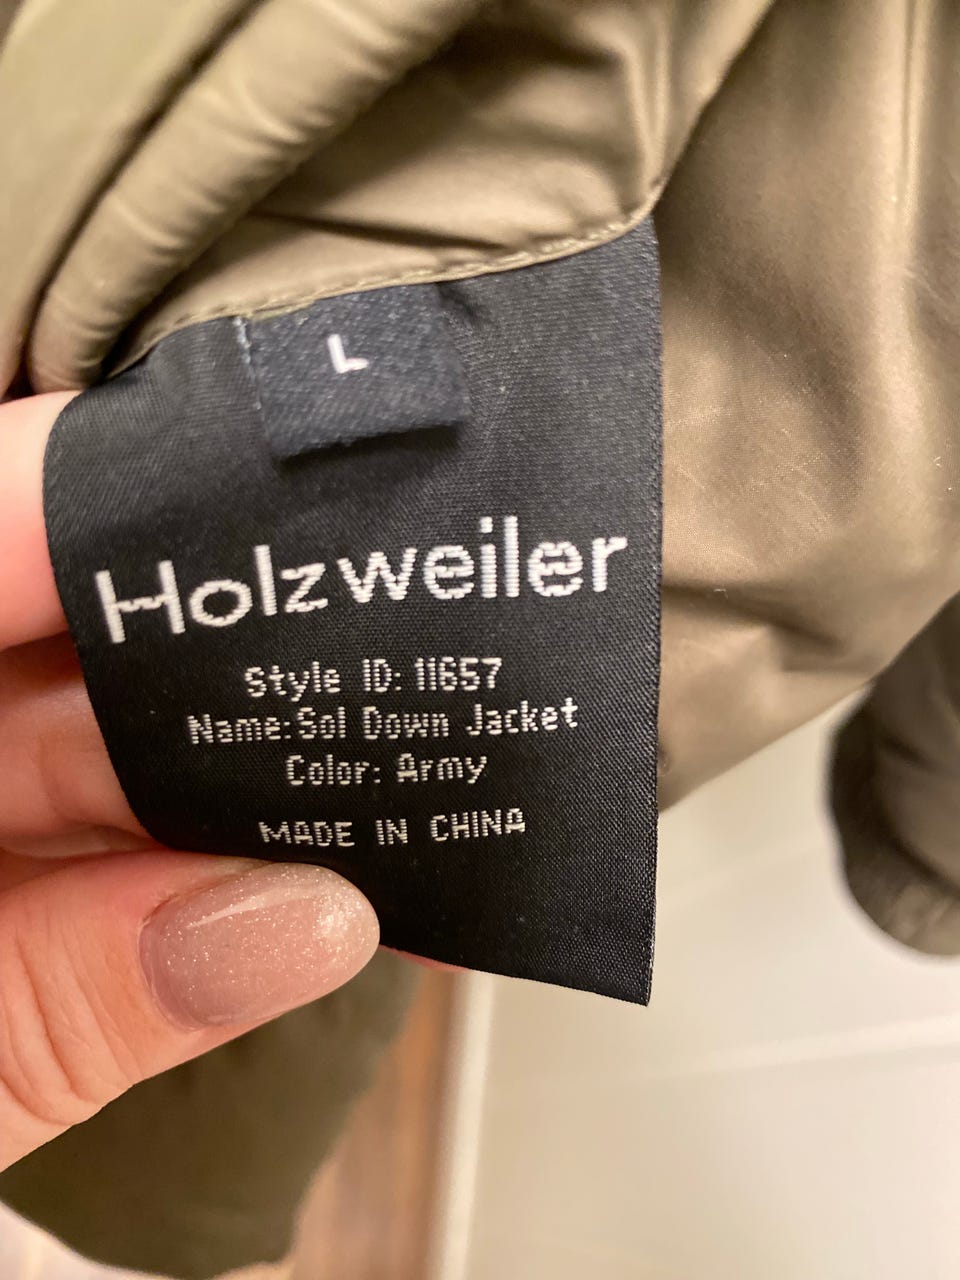 L
Holzweiler
Style ID: 11657
Name: Sol Down Jacket
Color: Army
MADE IN CHINA